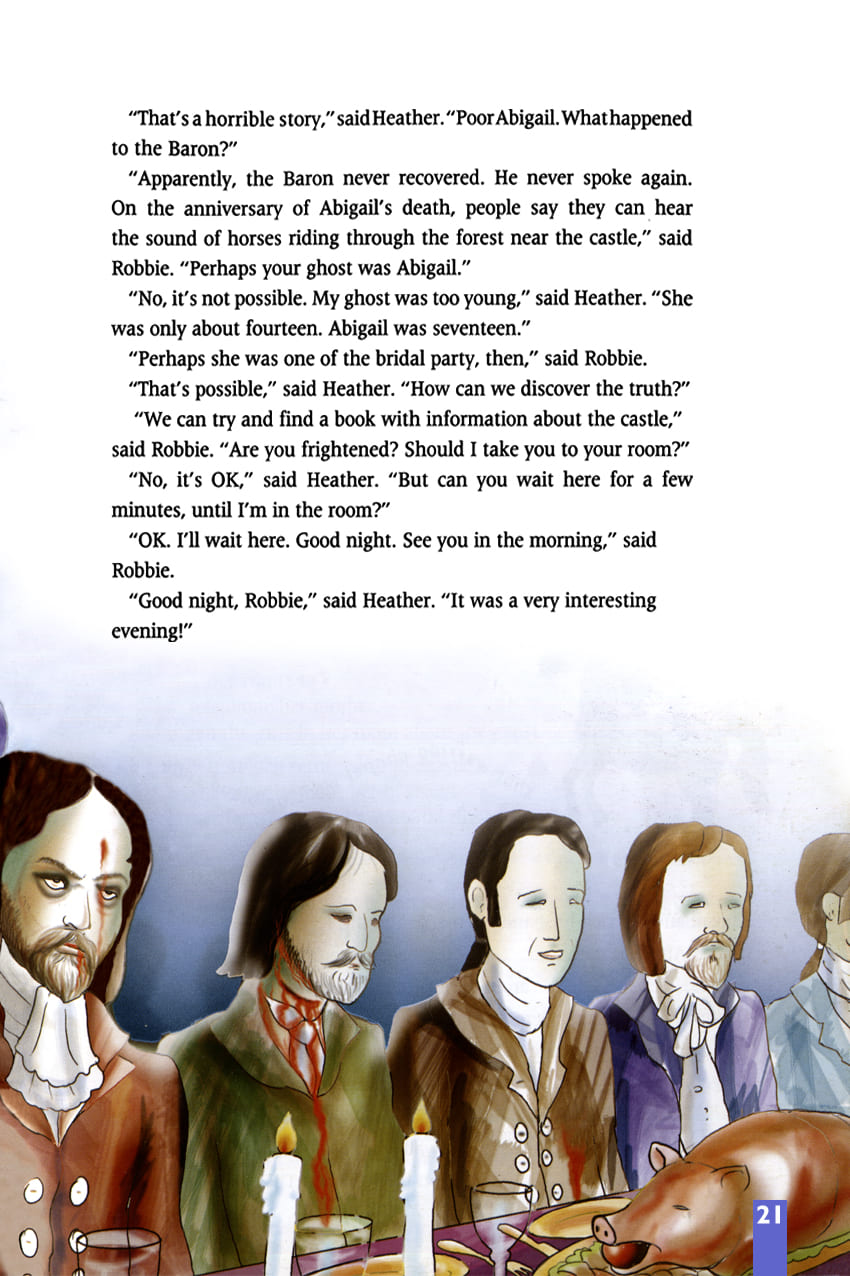 “That’s a horrible story,” said Heather. “Poor Abigail. What happened
to the Baron?”
“Apparently, the Baron never recovered. He never spoke again.
On the anniversary of Abigail’s death, people say they can hear
the sound of horses riding through the forest near the castle,” said
Robbie. “Perhaps your ghost was Abigail.”
“No, it’s not possible. My ghost was too young,” said Heather. “She
was only about fourteen. Abigail was seventeen.”
“Perhaps she was one of the bridal party, then,” said Robbie.
“That’s possible,” said Heather. “How can we discover the truth?”
“We can try and find a book with information about the castle,”
said Robbie. “Are you frightened? Should I take you to your room?”
“No, it’s OK,” said Heather. “But can you wait here for a few
minutes, until I’m in the room?”
“OK. I’ll wait here. Good night. See you in the morning,” said
Robbie.
“Good night, Robbie,” said Heather. “It was a very interesting
evening!”
21